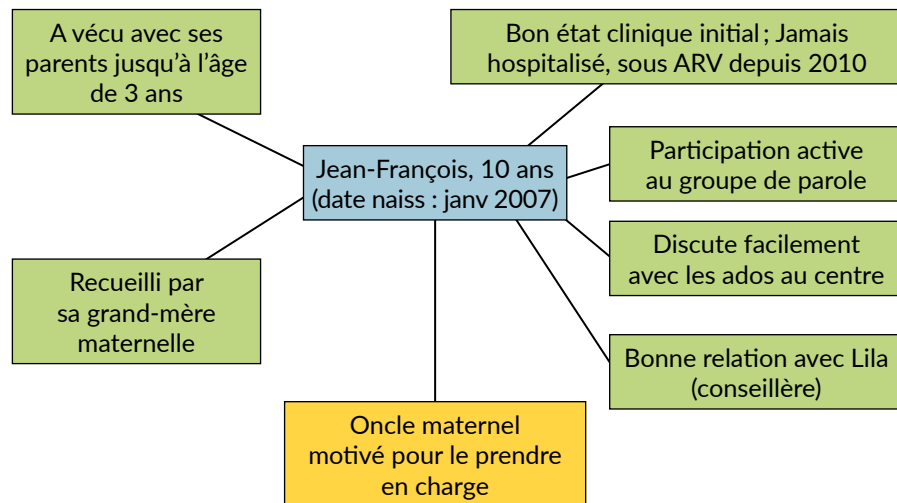 A vécu avec ses
parents jusqu'à l'âge
de 3 ans
Bon état clinique initial ; Jamais
hospitalisé, sous ARV depuis 2010
Jean-François, 10 ans
(date naiss : janv 2007)
Participation active
au groupe de parole
Discute facilement
avec les ados au centre
Recueilli par
sa grand-mère
maternelle
Bonne relation avec Lila
(conseillère)
Oncle maternel
motivé pour le prendre
en charge